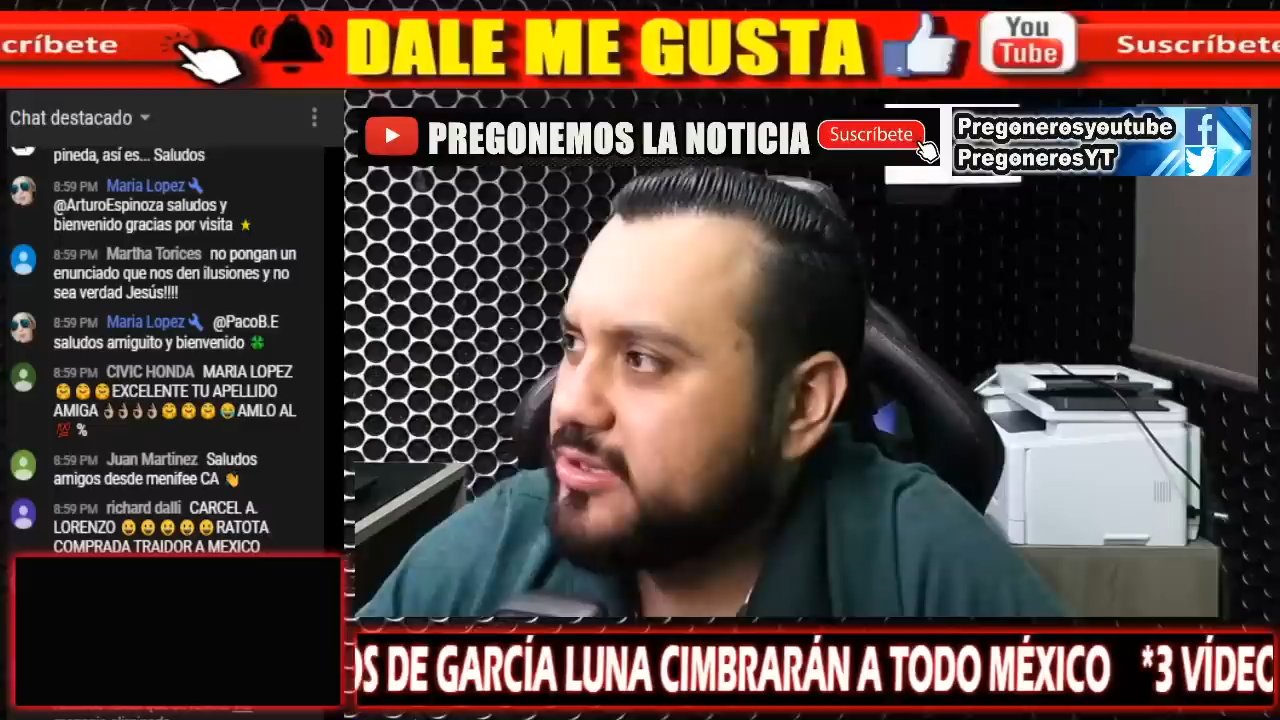 críbete
DALE ME GUSTA
You
Tube
Suscríbete
Chat destacado
PREGONEMOS LA NOTICIA
Suscríbete
Pregonerosyoutube
PregonerosYT
pineda, así es... Saludos
8:59 PM Maria Lopez
@ArturoEspinoza saludos y
bienvenido gracias por visita
8:59 PM Martha Torices no pongan un
enunciado que nos den ilusiones y no
sea verdad Jesús!!!!
8:59 PM Maria Lopez @PacoB.E
saludos amiguito y bienvenido 🍀
8:59 PM CIVIC HONDA MARIA LOPEZ
🤗🤗🤗EXCELENTE TU APELLIDO
AMIGA👌🏿👌🏿👌🏿👌🏿🤗🤗🤗😭AMLO AL
💯 %
8:59 PM Juan Martinez Saludos
amigos desde menifee CA 👋
8:59 PM richard dalli CARCEL A.
LORENZO 😀😀😀😀😀RATOTA
COMPRADA TRAIDOR A MEXICO
OS DE GARCÍA LUNA CIMBRARÁN A TODO MÉXICO *3 VÍDEO